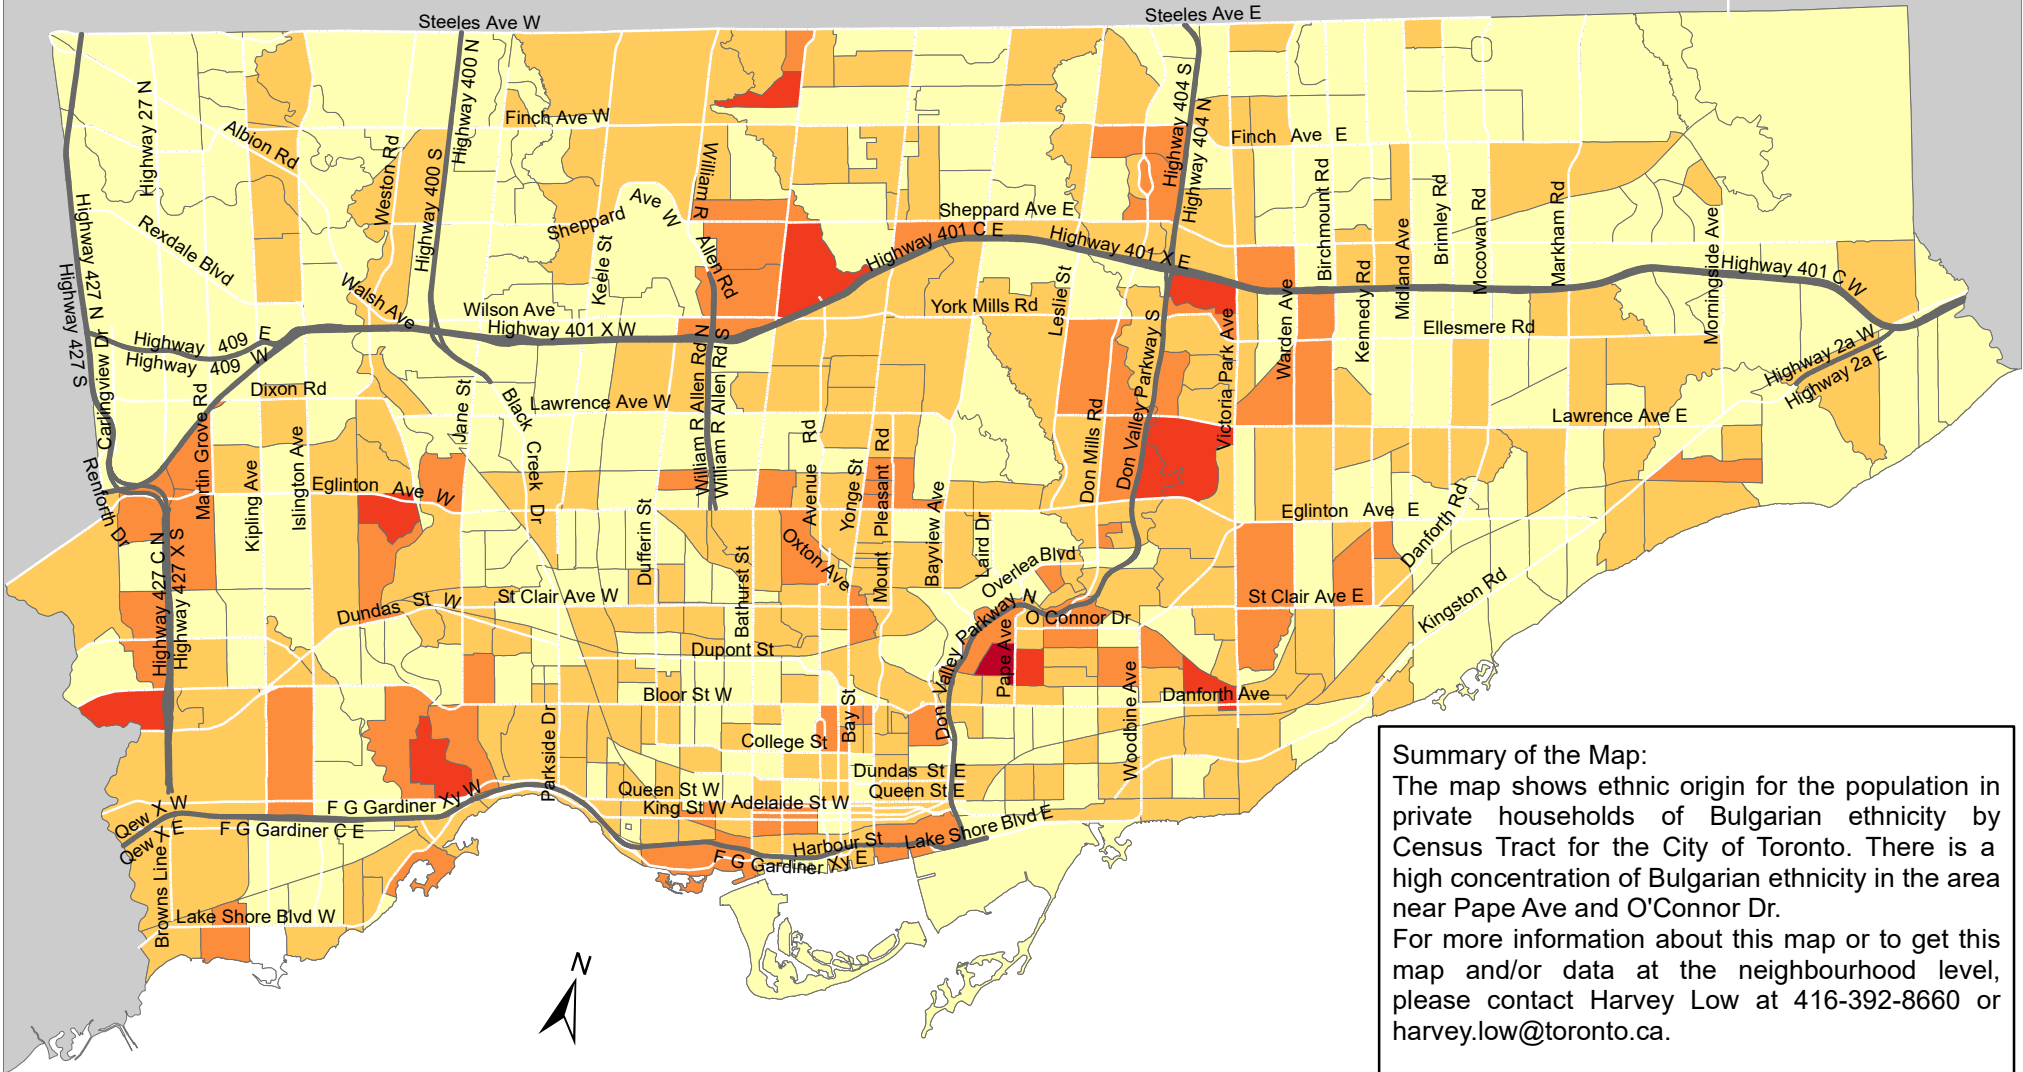 Steeles Ave W
Steeles Ave E
Highway 27 N
Albion Rd
Weston Rd
Highway 400 N
Highway 400 S
Finch Ave W
William R Allen Rd
Highway 404 S
Highway 404 N
Finch Ave E
Highway 427 N
Highway 427 S
Rexdale Blvd
Sheppard Ave W
Keele St
Sheppard Ave E
Highway 401 C E
Highway 401 X E
Birchmount Rd
Midland Ave
Brimley Rd
Mccowan Rd
Markham Rd
Morningside Ave
Highway 401 C W
Walsh Ave
Wilson Ave
Highway 401 X W
York Mills Rd
Leslie St
Warden Ave
Kennedy Rd
Ellesmere Rd
Highway 2a W
Highway 2a E
Highway 409 E
Highway 409 W
Carlingview Dr
Martin Grove Rd
Dixon Rd
Jane St
Black Creek Dr
Lawrence Ave W
William R Allen Rd N
William R Allen Rd S
Don Mills Rd
Don Valley Parkway S
Victoria Park Ave
Lawrence Ave E
Renforth Dr
Kipling Ave
Islington Ave
Eglinton Ave W
Avenue Rd
Yonge St
Mount Pleasant Rd
Bayview Ave
Laird Dr
Eglinton Ave E
Danforth Rd
Highway 427 C N
Highway 427 X S
Dufferin St
Bathurst St
Oxton Ave
Overlea Blvd
Dundas St W
St Clair Ave W
St Clair Ave E
Kingston Rd
O Connor Dr
Don Valley Parkway N
Pape Ave
Dupont St
Bloor St W
Bay St
Woodbine Ave
Danforth Ave
Parkside Dr
College St
Dundas St E
Queen St E
Queen St W
King St W
Adelaide St W
F G Gardiner Xy W
F G Gardiner C E
Qew X W
Qew X E
Harbour St
Lake Shore Blvd E
F G Gardiner Xy E
Browns Line
Lake Shore Blvd W
N
Summary of the Map:
The map shows ethnic origin for the population in
private households of Bulgarian ethnicity by
Census Tract for the City of Toronto. There is a
high concentration of Bulgarian ethnicity in the area
near Pape Ave and O'Connor Dr.
For more information about this map or to get this
map and/or data at the neighbourhood level,
please contact Harvey Low at 416-392-8660 or
harvey.low@toronto.ca.